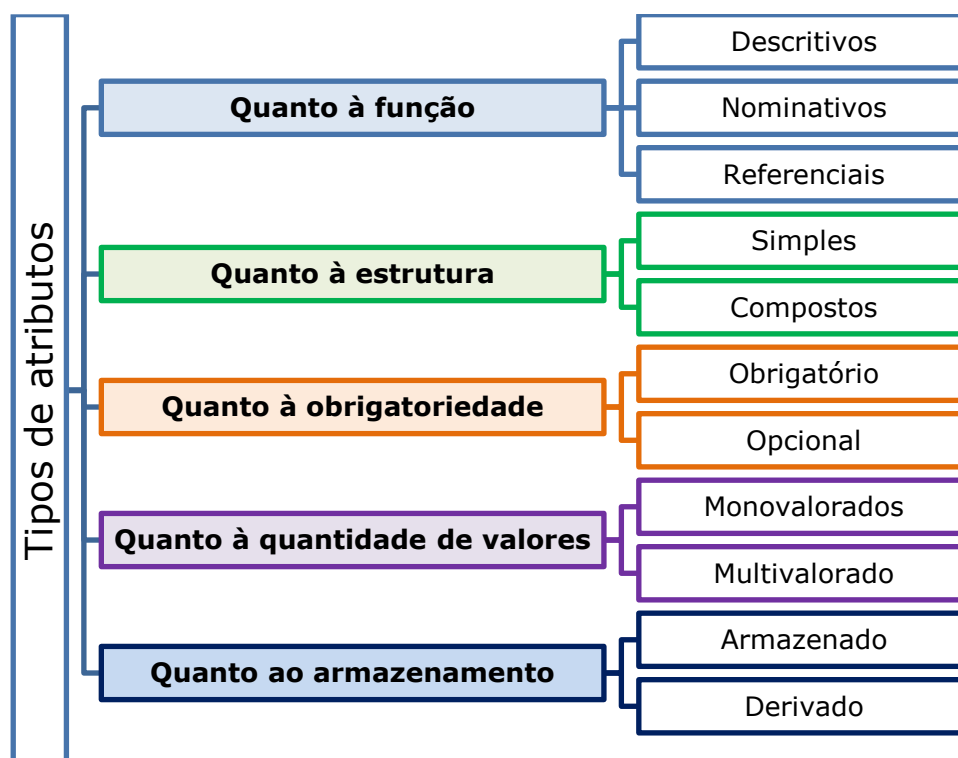 Tipos de atributos
Quanto à função
Descritivos
Nominativos
Referenciais
Quanto à estrutura
Simples
Compostos
Quanto à obrigatoriedade
Obrigatório
Opcional
Quanto à quantidade de valores
Monovalorados
Multivalorado
Quanto ao armazenamento
Armazenado
Derivado